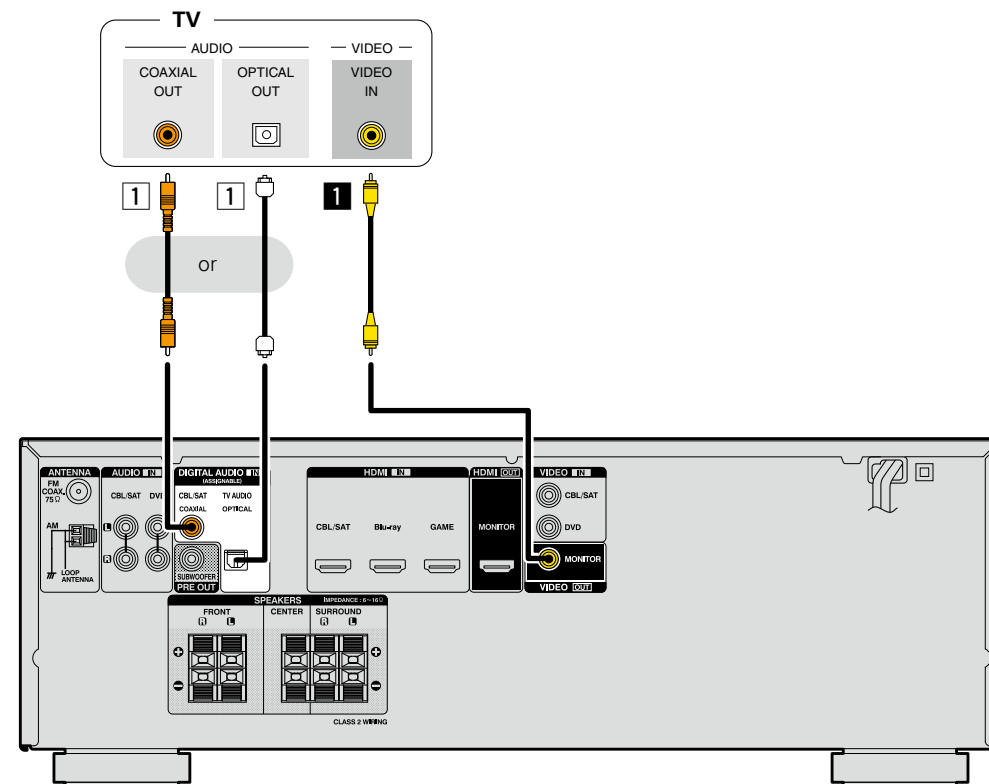 TV
AUDIO
VIDEO
COAXIAL
OUT
OPTICAL
OUT
VIDEO
IN
1
1
1
or
ANTENNA
FM
COAX.
75Ω
AM
LOOP
ANTENNA
AUDIO IN
CBL/SAT DVD
L
R
DIGITAL AUDIO IN
(ASSIGNABLE)
CBL/SAT
COAXIAL
TV AUDIO
OPTICAL
SUBWOOFER
PRE OUT
HDMI IN
CBL/SAT
Blu-ray
GAME
HDMI OUT
MONITOR
VIDEO IN
CBL/SAT
DVD
MONITOR
VIDEO OUT
SPEAKERS
IMPEDANCE : 6~16Ω
FRONT
R L
CENTER
SURROUND
R L
+ +
− −
CLASS 2 WIRING